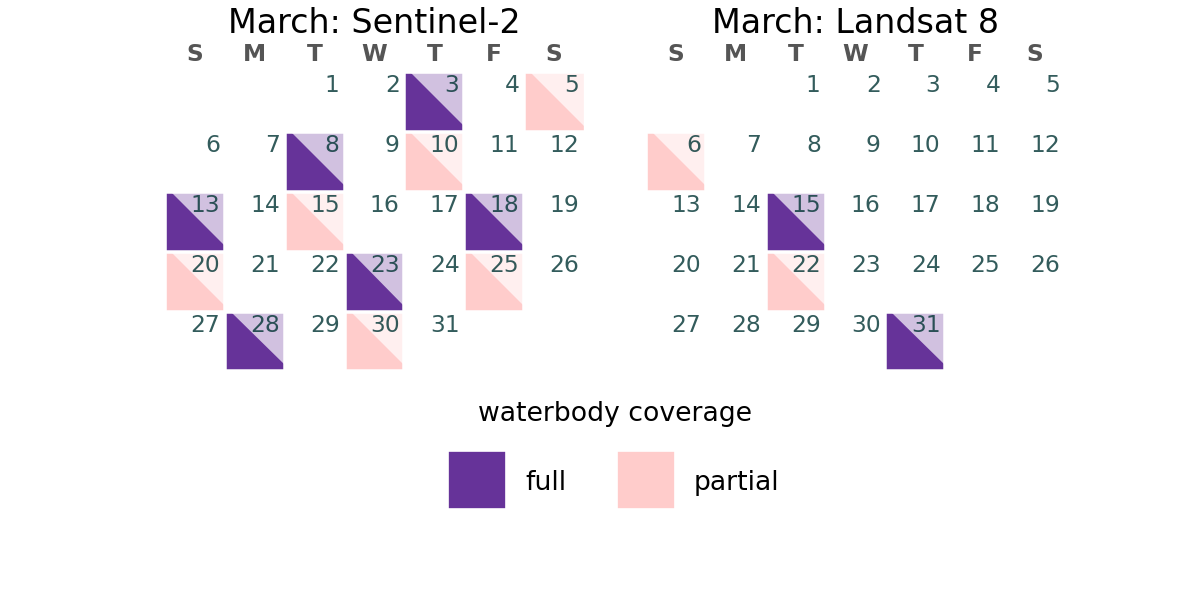 March: Sentinel-2
S M T W T F S
1 2 3 4 5
6 7 8 9 10 11 12
13 14 15 16 17 18 19
20 21 22 23 24 25 26
27 28 29 30 31
March: Landsat 8
S M T W T F S
1 2 3 4 5
6 7 8 9 10 11 12
13 14 15 16 17 18 19
20 21 22 23 24 25 26
27 28 29 30 31
waterbody coverage
full partial